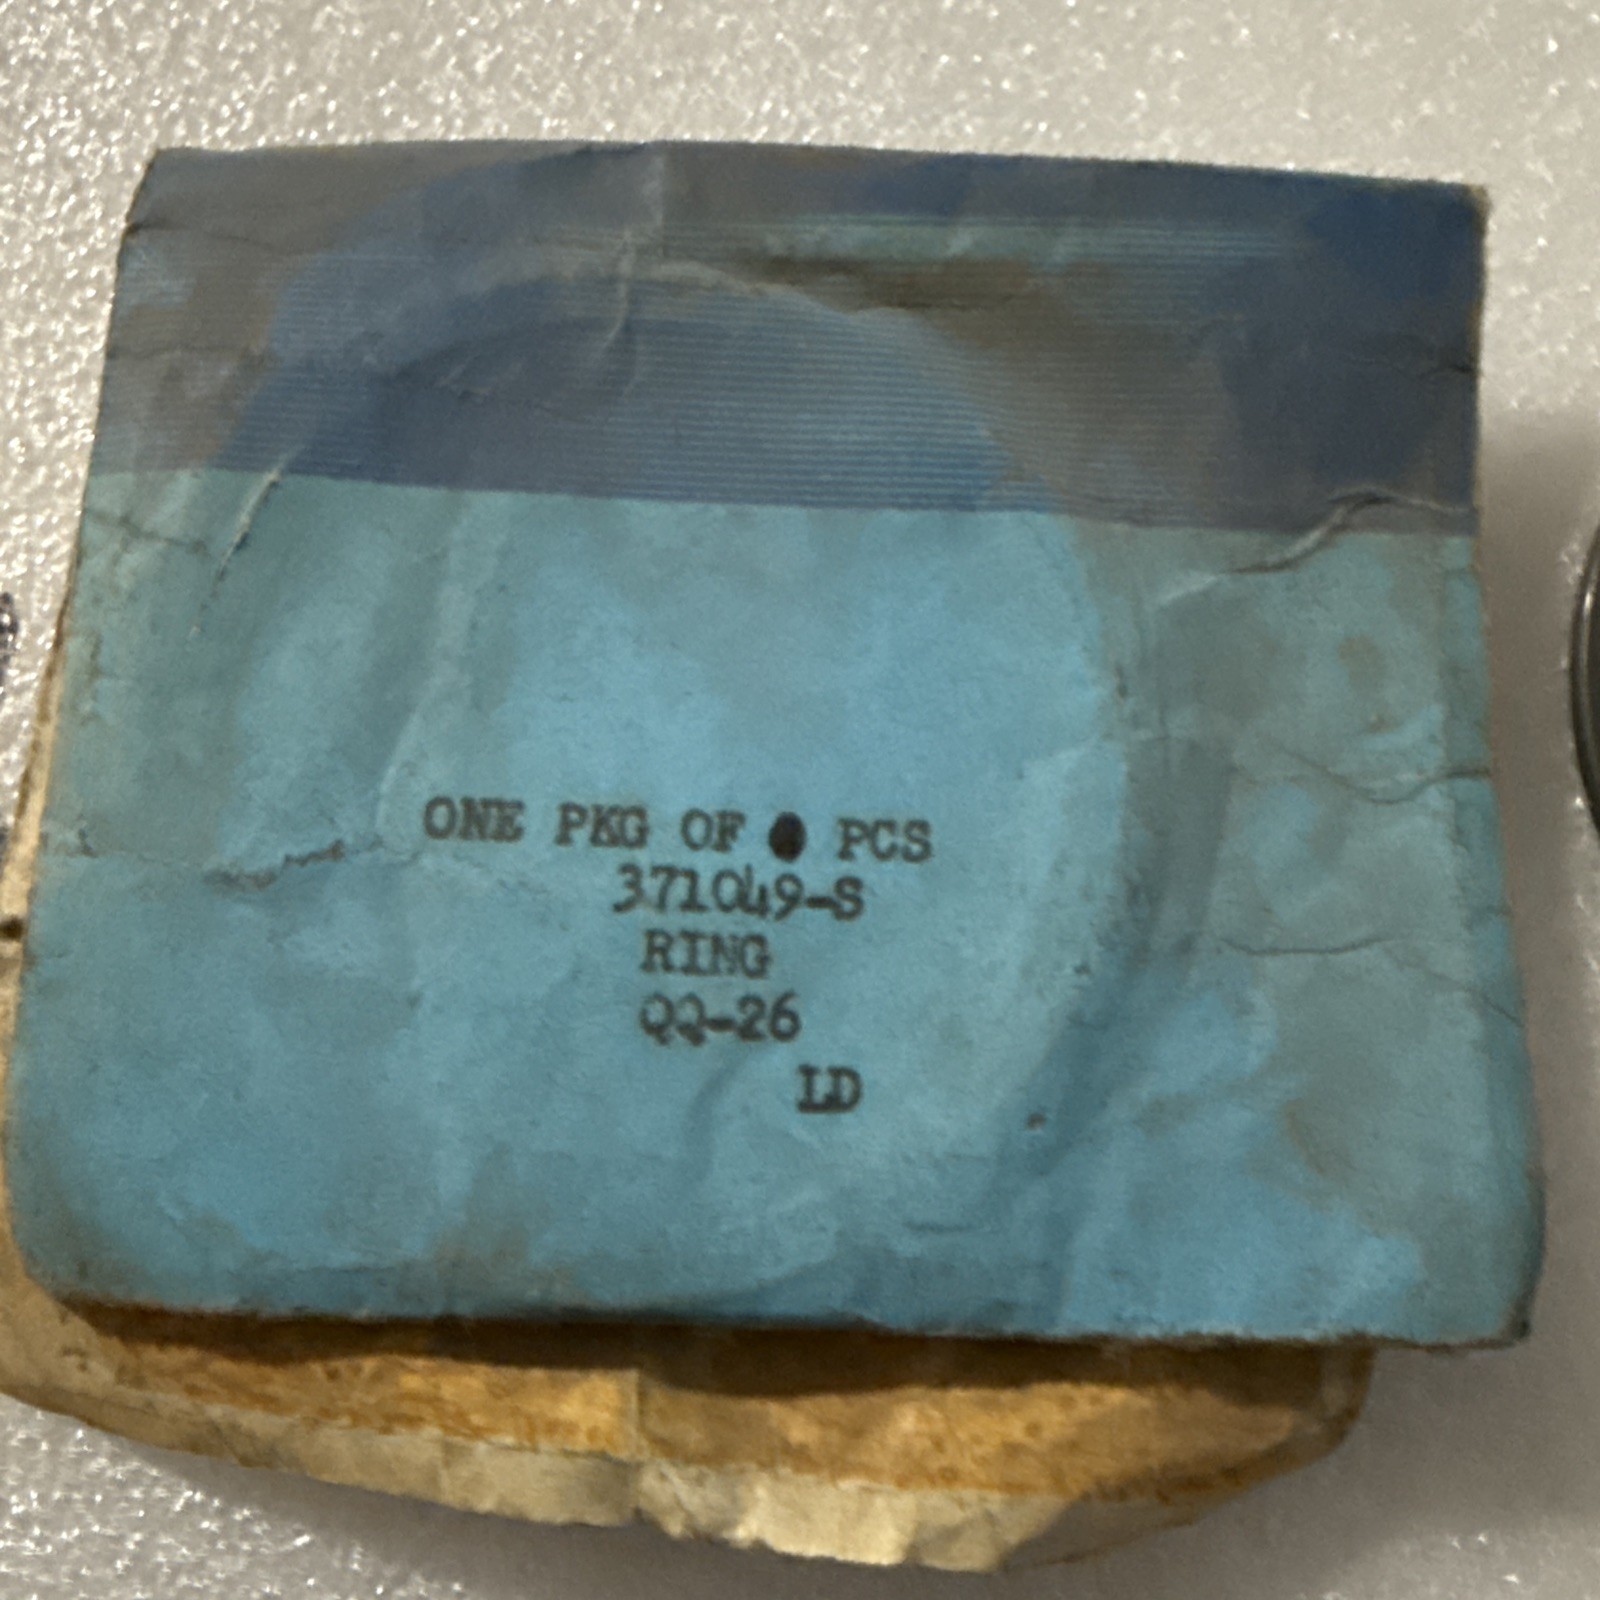 ONE PKG OF PCS
371049-S
RING
QQ-26
LD